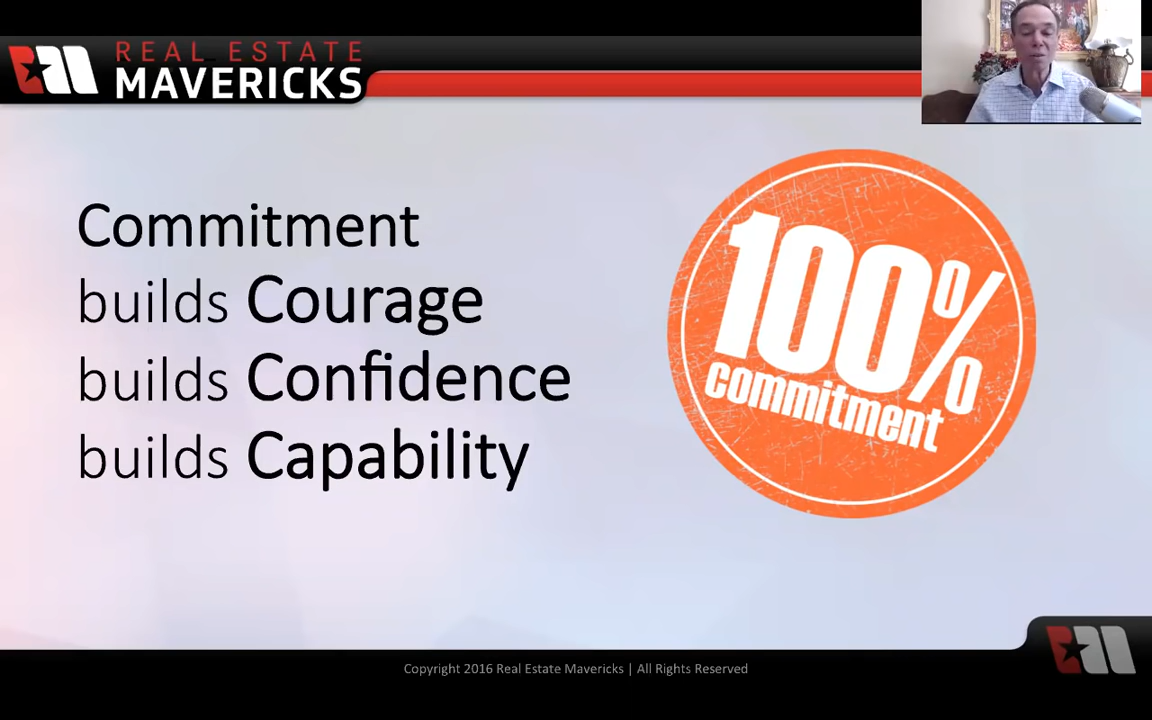 REAL ESTATE
MAVERICKS
Commitment
builds Courage
builds Confidence
builds Capability
100%
commitment
Copyright 2016 Real Estate Mavericks | All Rights Reserved